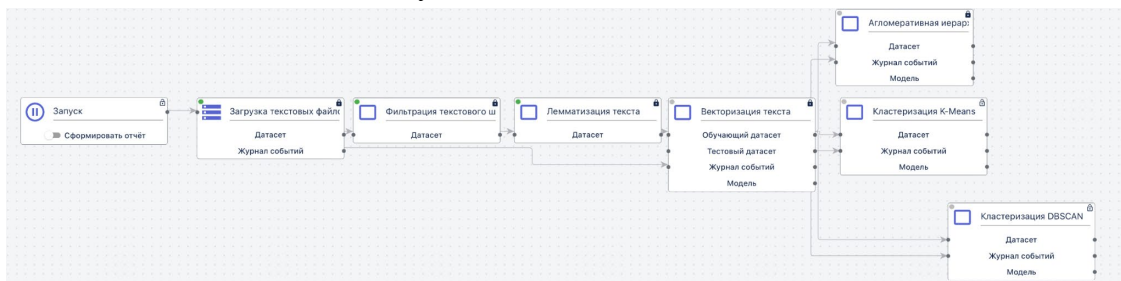 Агломеративная иерар
Датасет
Журнал событий
Модель
Запуск
Сформировать отчёт
Загрузка текстовых файло
Датасет
Журнал событий
Фильтрация текстового ш
Датасет
Лемматизация текста
Датасет
Векторизация текста
Обучающий датасет
Тестовый датасет
Журнал событий
Модель
Кластеризация K-Means
Датасет
Журнал событий
Модель
Кластеризация DBSCAN
Датасет
Журнал событий
Модель